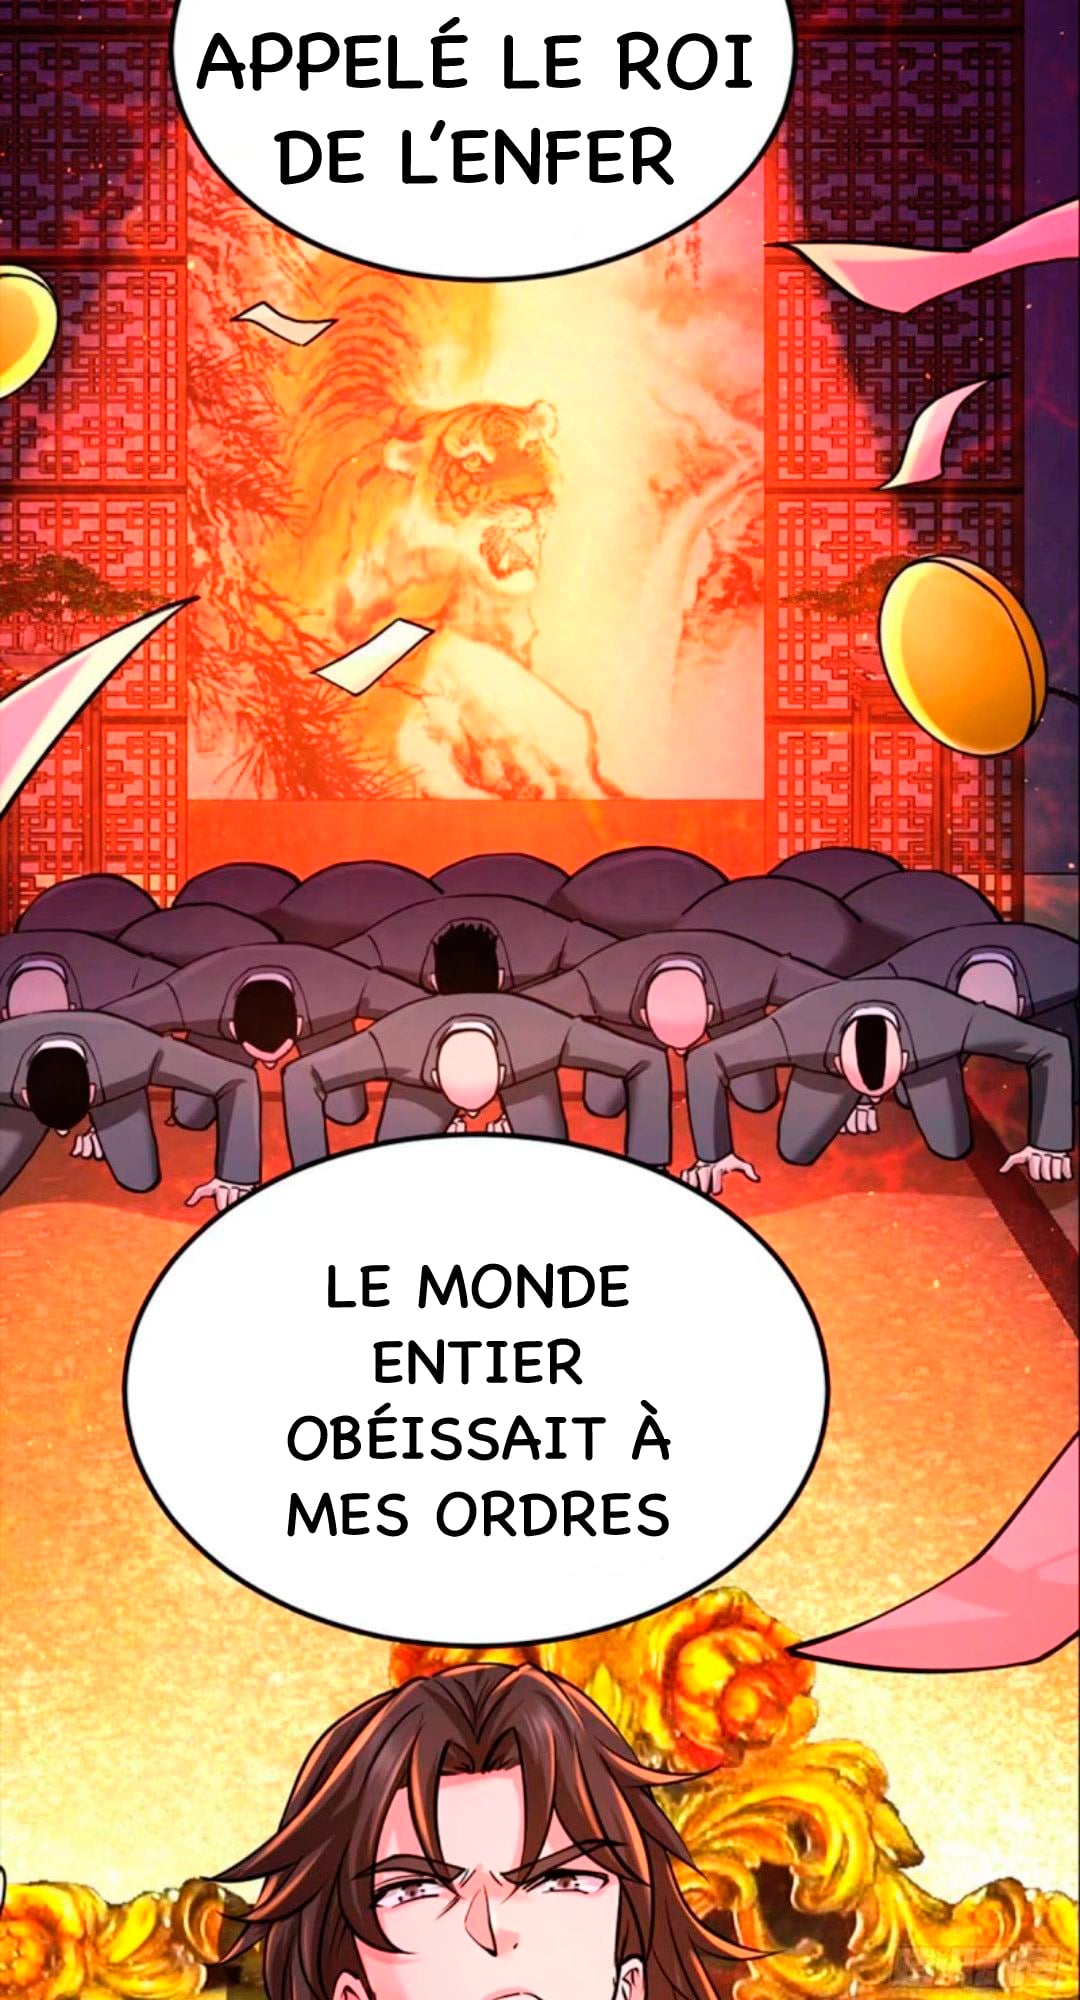 APPELÉ LE ROI
DE L'ENFER
LE MONDE
ENTIER
OBÉISSAIT À
MES ORDRES